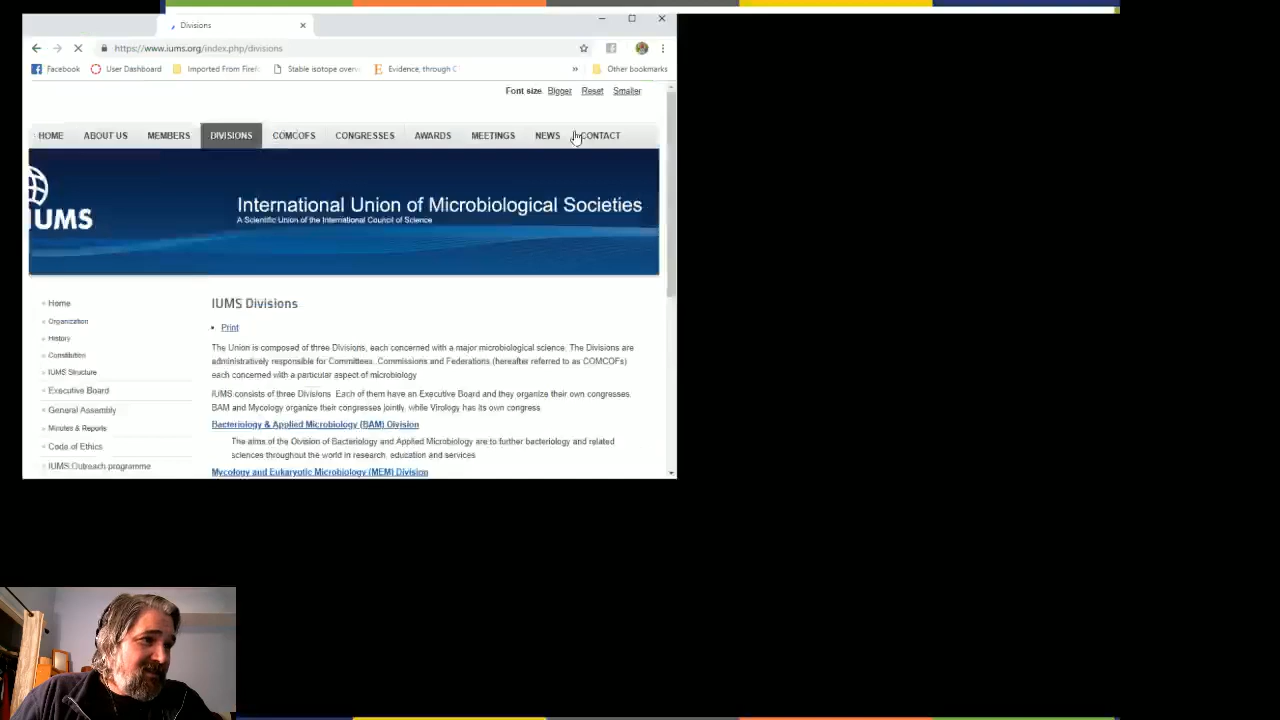 Divisions
https://www.iums.org/index.php/divisions
Facebook User Dashboard Imported From Firef Stable isotope over Evidence, through C » Other bookmarks
Font size Bigger Reset Smaller
HOME ABOUT US MEMBERS DIVISIONS COMCOFS CONGRESSES AWARDS MEETINGS NEWS CONTACT
IUMS
International Union of Microbiological Societies
A Scientific Union of the International Council of Science
Home
Organization
History
Constitution
IUMS Structure
Executive Board
General Assembly
Minutes & Reports
Code of Ethics
IUMS Outreach programme
IUMS Divisions
Print
The Union is composed of three Divisions, each concerned with a major microbiological science. The Divisions are
administratively responsible for Committees, Commissions and Federations (hereafter referred to as COMCOFs)
each concerned with a particular aspect of microbiology
IUMS consists of three Divisions. Each of them have an Executive Board and they organize their own congresses.
BAM and Mycology organize their congresses jointly, while Virology has its own congress
Bacteriology & Applied Microbiology (BAM) Division
The aims of the Division of Bacteriology and Applied Microbiology are to further bacteriology and related
sciences throughout the world in research, education and services
Mycology and Eukaryotic Microbiology (MEM) Division